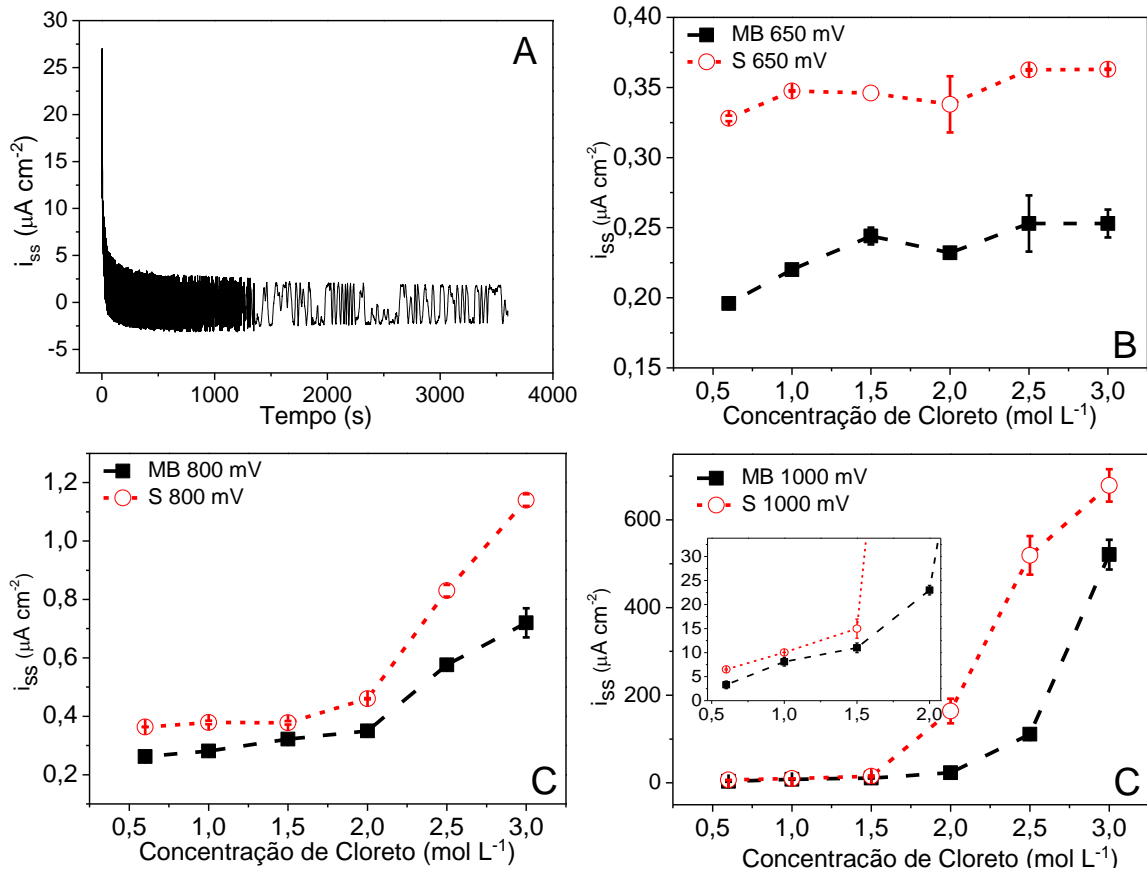 A
30
25
20
15
10
5
0
-5
i_ss (μA cm⁻²)
0 1000 2000 3000 4000
Tempo (s)
MB 650 mV
S 650 mV
0,40
0,35
0,30
0,25
0,20
0,15
i_ss (μA cm⁻²)
B
0,5 1,0 1,5 2,0 2,5 3,0
Concentração de Cloreto (mol L⁻¹)
MB 800 mV
S 800 mV
1,2
1,0
0,8
0,6
0,4
0,2
i_ss (μA cm⁻²)
C
0,5 1,0 1,5 2,0 2,5 3,0
Concentração de Cloreto (mol L⁻¹)
MB 1000 mV
S 1000 mV
600
400
200
0
i_ss (μA cm⁻²)
30
25
20
15
10
5
0
0,5 1,0 1,5 2,0
C
0,5 1,0 1,5 2,0 2,5 3,0
Concentracão de Cloreto (mol L⁻¹)